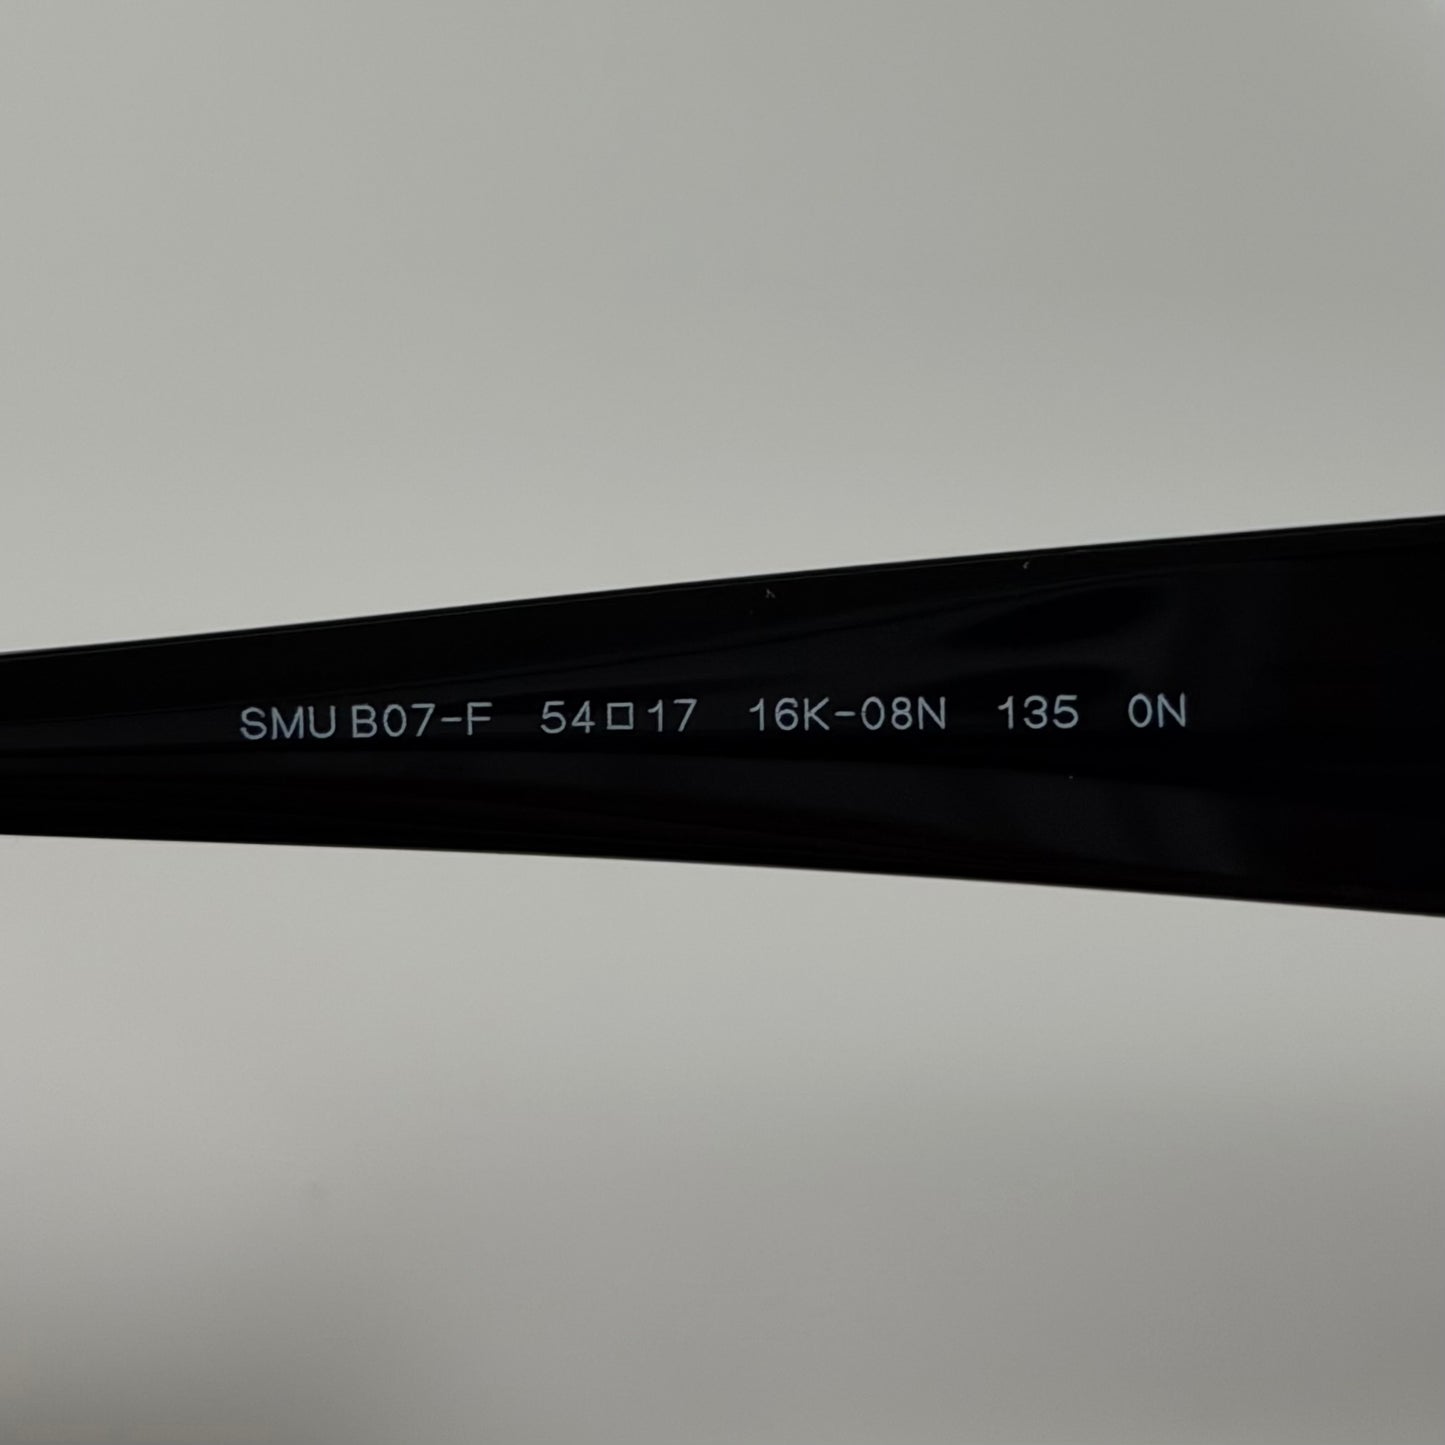 SMU B07-F 54□17 16K-08N 135 0N